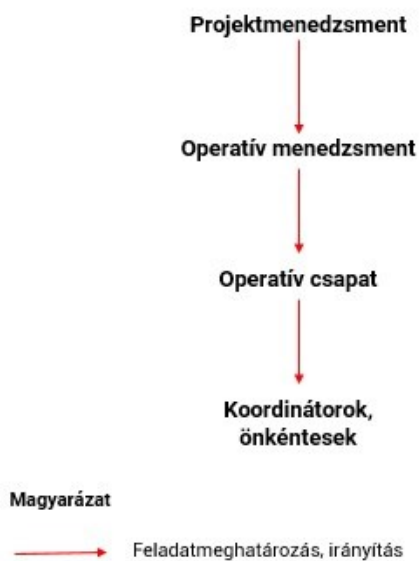 Projektmenedzsment
Operatív menedzsment
Operatív csapat
Koordinátorok,
önkéntesek
Magyarázat
Feladatmeghatározás, irányítás